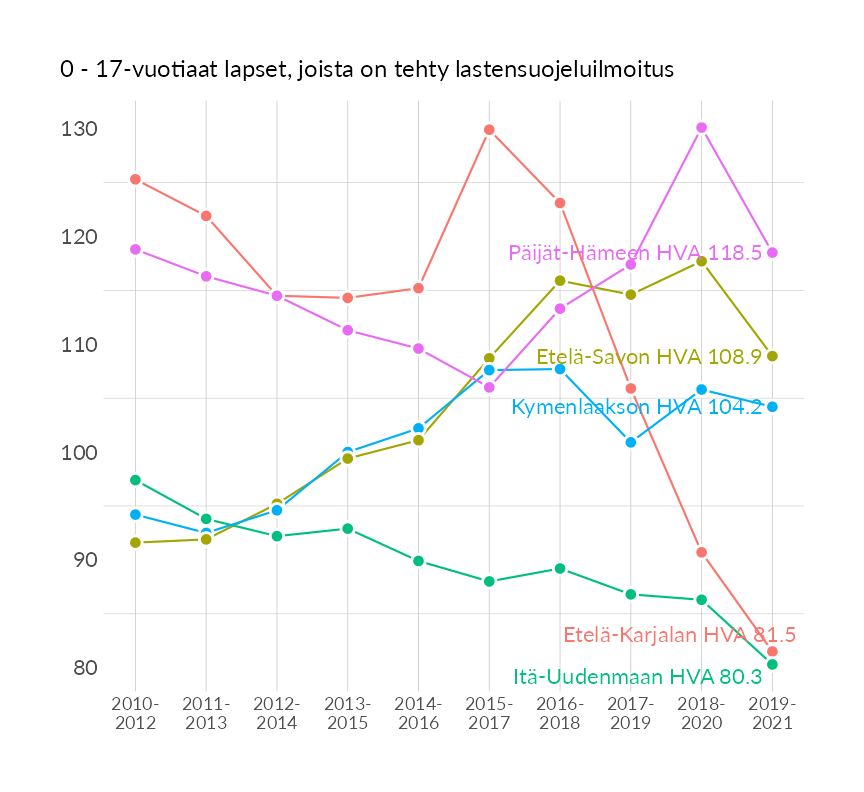 0 - 17-vuotiaat lapset, joista on tehty lastensuojeluilmoitus
130
120
110
100
90
80
Päijät-Hämeen HVA 118.5
Etelä-Savon HVA 108.9
Kymenlaakson HVA 104.2
Etelä-Karjalan HVA 81.5
Itä-Uudenmaan HVA 80.3
2010- 2011- 2012- 2013- 2014- 2015- 2016- 2017- 2018- 2019-
2012 2013 2014 2015 2016 2017 2018 2019 2020 2021